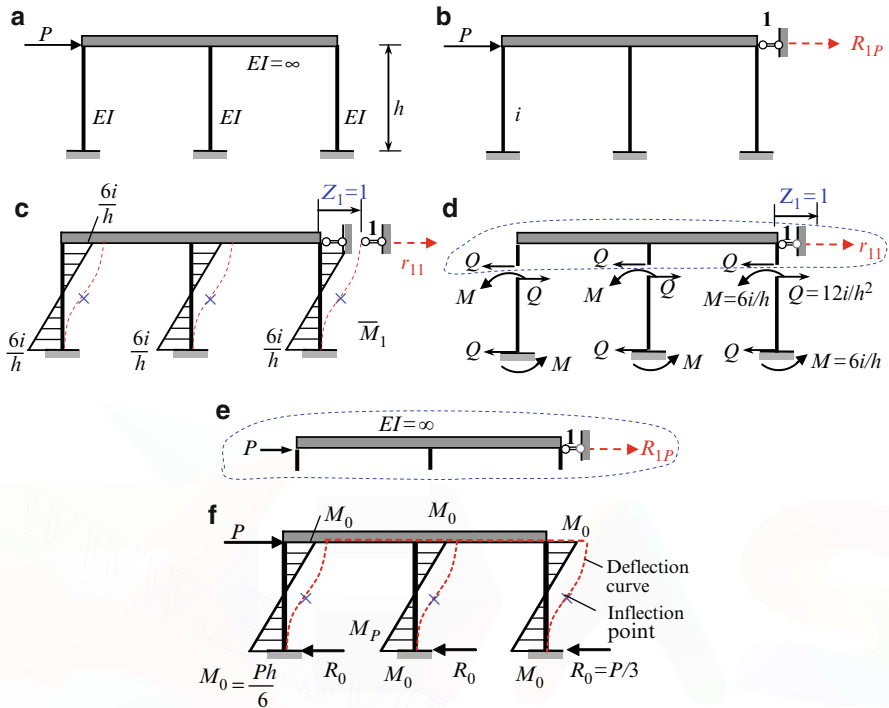 a
P
EI=∞
EI
EI
EI
h
b
P
1
R₁P
i
c
6i/h
Z₁=1
1
r₁₁
6i/h
6i/h
6i/h
M̅₁
d
Z₁=1
1
r₁₁
Q
Q
Q
M
Q
M
Q
M=6i/h
Q=12i/h²
Q
M
Q
M
Q
M=6i/h
e
EI=∞
P
1
R₁P
f
P
M₀
M₀
M₀
Deflection
curve
Inflection
point
M_P
M₀=Ph/6
R₀
M₀
R₀
M₀
R₀=P/3